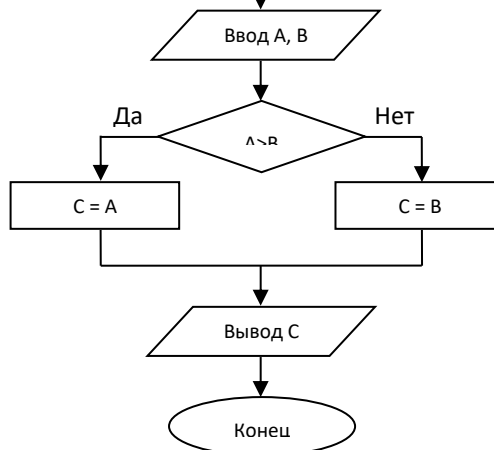 Ввод A, B
Да
Нет
A>B
C = A
C = B
Вывод C
Конец